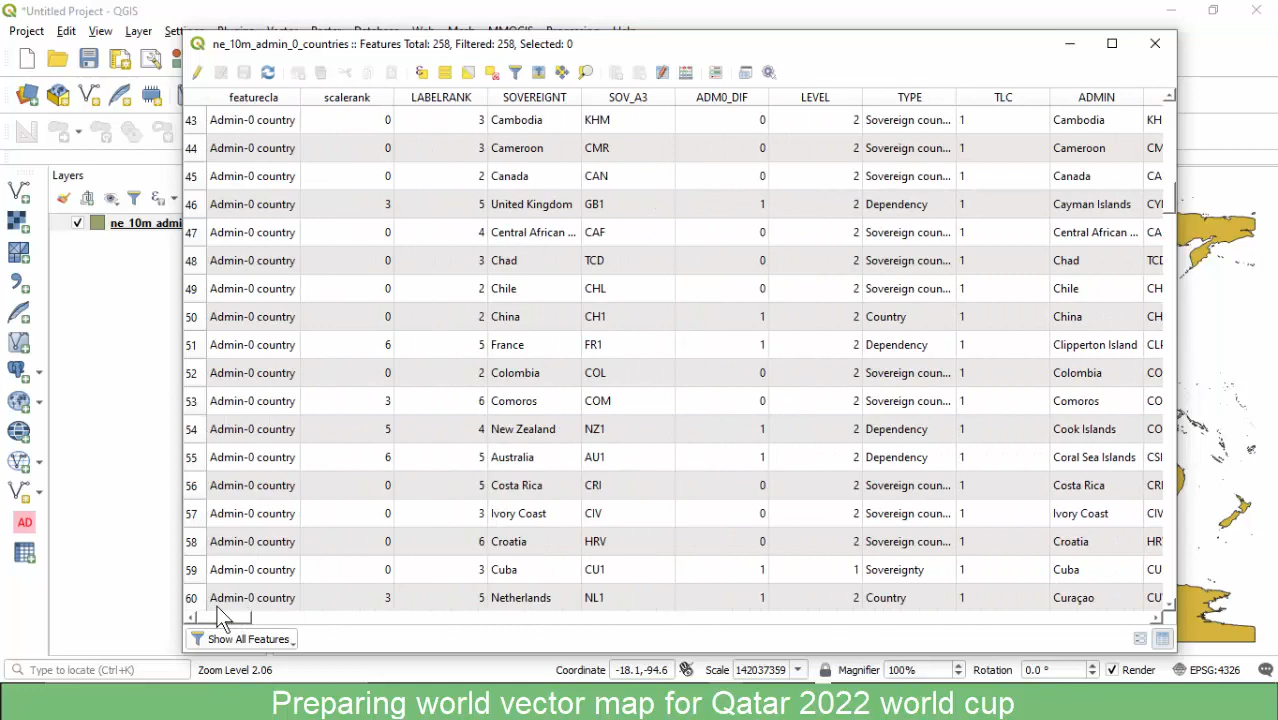 *Untitled Project - QGIS
Project Edit View Layer
ne_10m_admin_0_countries :: Features Total: 258, Filtered: 258, Selected: 0
featurecla scalerank LABELRANK SOVEREIGNT SOV_A3 ADM0_DIF LEVEL TYPE TLC ADMIN
43 Admin-0 country 0 3 Cambodia KHM 0 2 Sovereign coun... 1 Cambodia KH
44 Admin-0 country 0 3 Cameroon CMR 0 2 Sovereign coun... 1 Cameroon CM
45 Admin-0 country 0 2 Canada CAN 0 2 Sovereign coun... 1 Canada CA
46 Admin-0 country 3 5 United Kingdom GB1 1 2 Dependency 1 Cayman Islands CY
47 Admin-0 country 0 4 Central African ... CAF 0 2 Sovereign coun... 1 Central African ... CA
48 Admin-0 country 0 3 Chad TCD 0 2 Sovereign coun... 1 Chad TC
49 Admin-0 country 0 2 Chile CHL 0 2 Sovereign coun... 1 Chile CH
50 Admin-0 country 0 2 China CH1 1 2 Country 1 China CH
51 Admin-0 country 6 5 France FR1 1 2 Dependency 1 Clipperton Island CL
52 Admin-0 country 0 2 Colombia COL 0 2 Sovereign coun... 1 Colombia CO
53 Admin-0 country 3 6 Comoros COM 0 2 Sovereign coun... 1 Comoros CO
54 Admin-0 country 5 4 New Zealand NZ1 1 2 Dependency 1 Cook Islands CO
55 Admin-0 country 6 5 Australia AU1 1 2 Dependency 1 Coral Sea Islands CS
56 Admin-0 country 0 5 Costa Rica CRI 0 2 Sovereign coun... 1 Costa Rica CR
57 Admin-0 country 0 3 Ivory Coast CIV 0 2 Sovereign coun... 1 Ivory Coast CIV
58 Admin-0 country 0 6 Croatia HRV 0 2 Sovereign coun... 1 Croatia HR
59 Admin-0 country 0 3 Cuba CU1 1 1 Sovereignty 1 Cuba CU
60 Admin-0 country 3 5 Netherlands NL1 1 2 Country 1 Curaçao CU
Layers
ne_10m_admi
AD
Show All Features
Type to locate (Ctrl+K) Zoom Level 2.06 Coordinate -18.1,-94.6 Scale 142037359 Magnifier 100% Rotation 0.0 ° Render EPSG:4326
Preparing world vector map for Qatar 2022 world cup